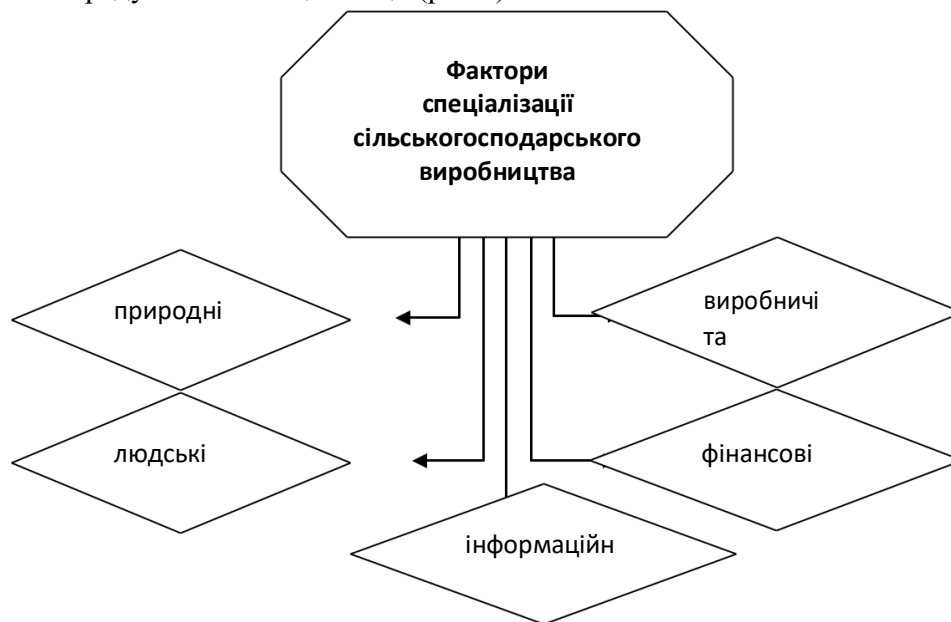 Фактори
спеціалізації
сільськогосподарського
виробництва
природні
виробничі
та
людські
фінансові
інформаційн